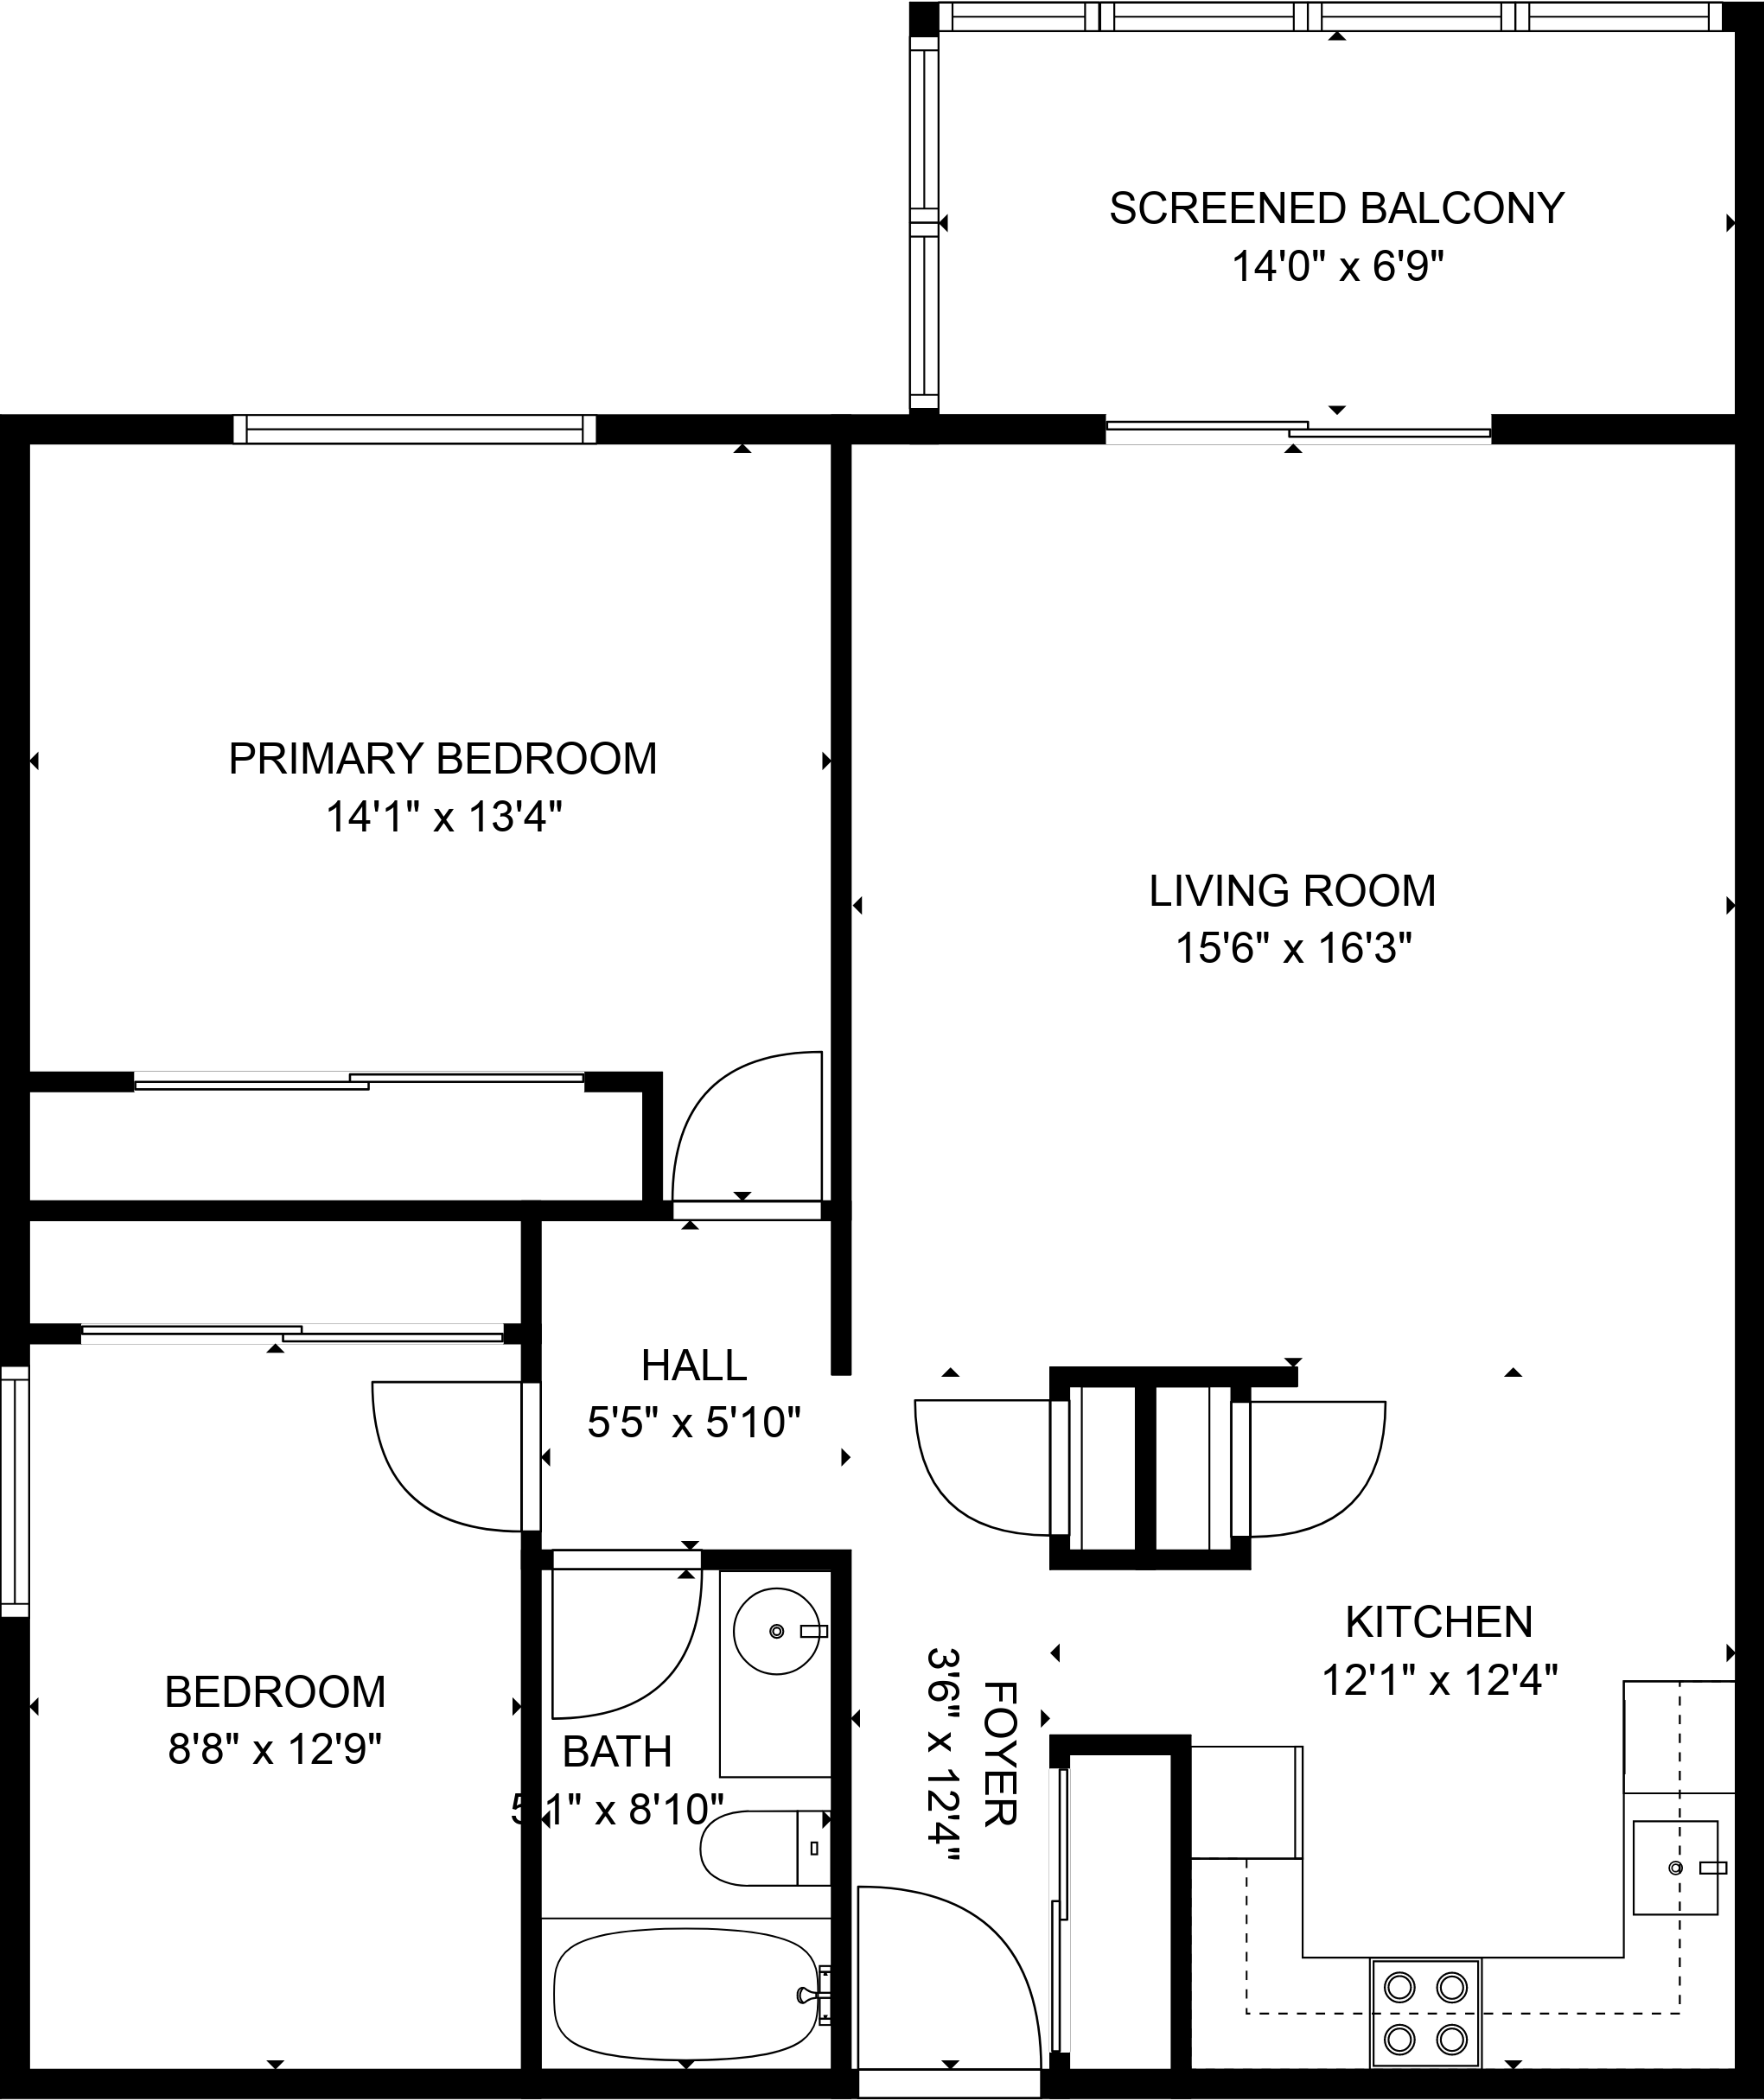 SCREENED BALCONY
14'0" x 6'9"
PRIMARY BEDROOM
14'1" x 13'4"
LIVING ROOM
15'6" x 16'3"
HALL
5'5" x 5'10"
KITCHEN
12'1" x 12'4"
BEDROOM
8'8" x 12'9"
FOYER
3'6" x 12'4"
BATH
5'1" x 8'10"